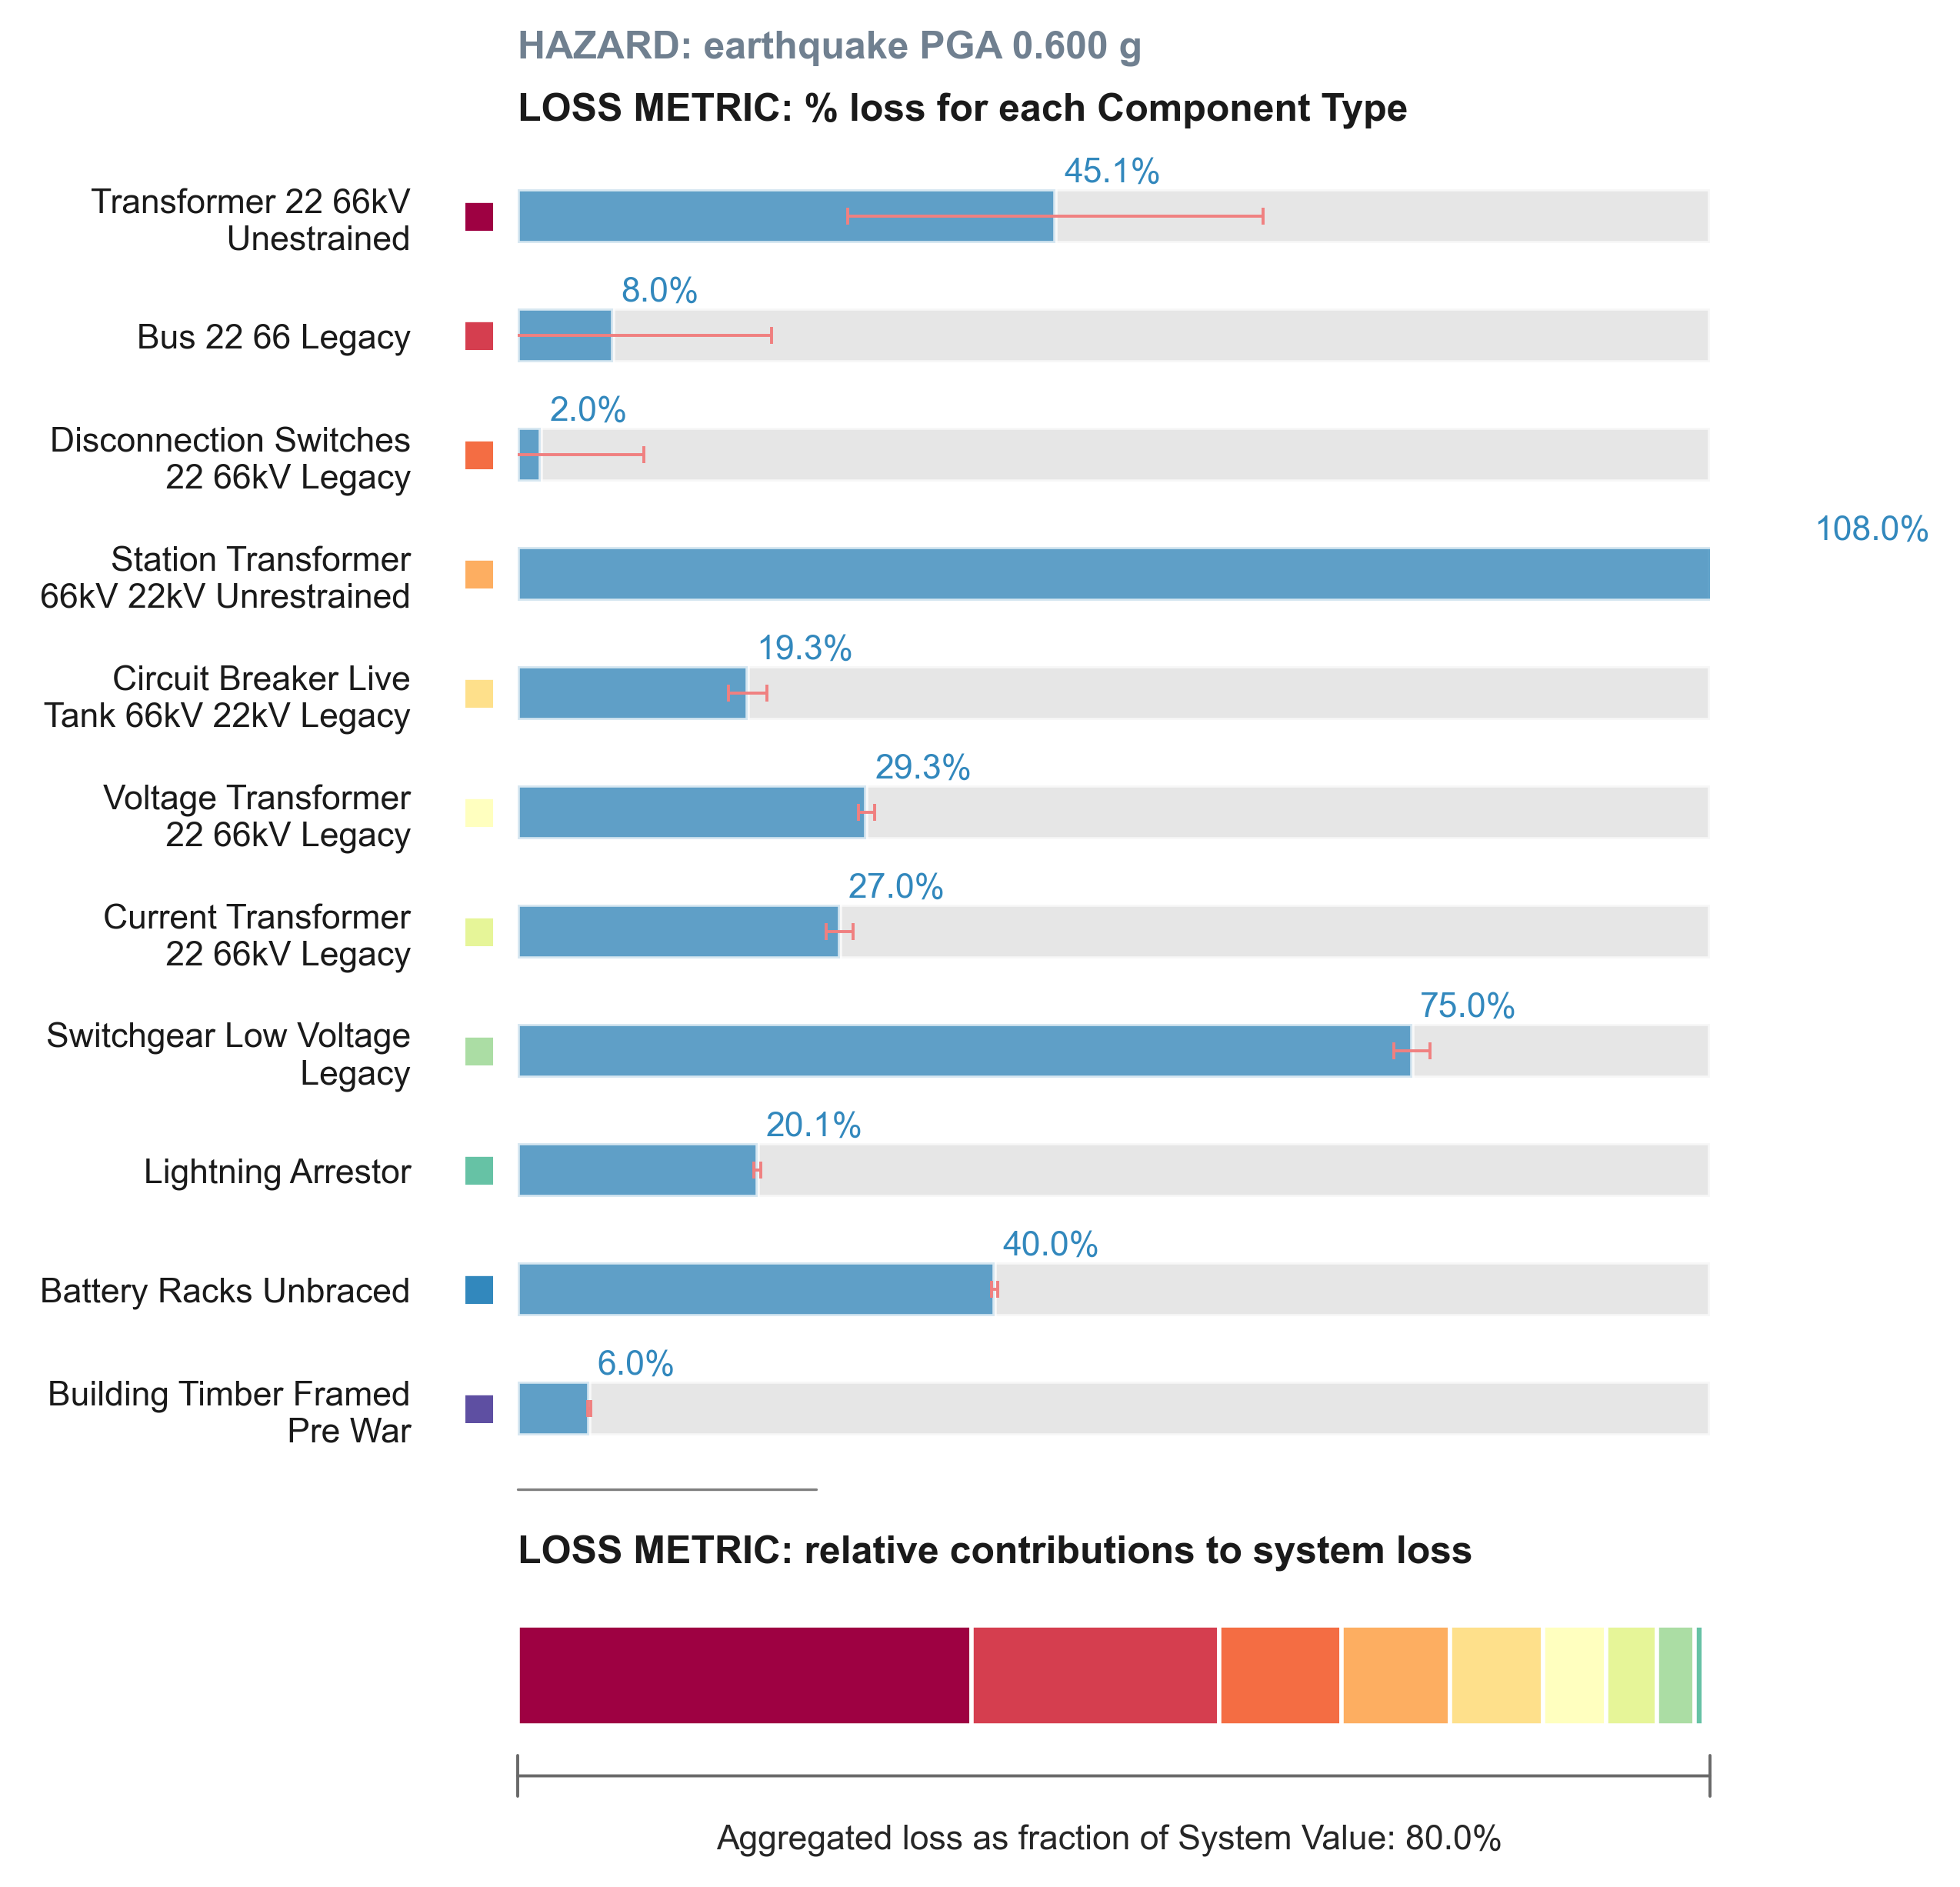 HAZARD: earthquake PGA 0.600 g
LOSS METRIC: % loss for each Component Type
45.1%
Transformer 22 66kV
Unestrained
8.0%
Bus 22 66 Legacy
2.0%
Disconnection Switches
22 66kV Legacy
108.0%
Station Transformer
66kV 22kV Unrestrained
19.3%
Circuit Breaker Live
Tank 66kV 22kV Legacy
29.3%
Voltage Transformer
22 66kV Legacy
27.0%
Current Transformer
22 66kV Legacy
75.0%
Switchgear Low Voltage
Legacy
20.1%
Lightning Arrestor
40.0%
Battery Racks Unbraced
6.0%
Building Timber Framed
Pre War
LOSS METRIC: relative contributions to system loss
Aggregated loss as fraction of System Value: 80.0%